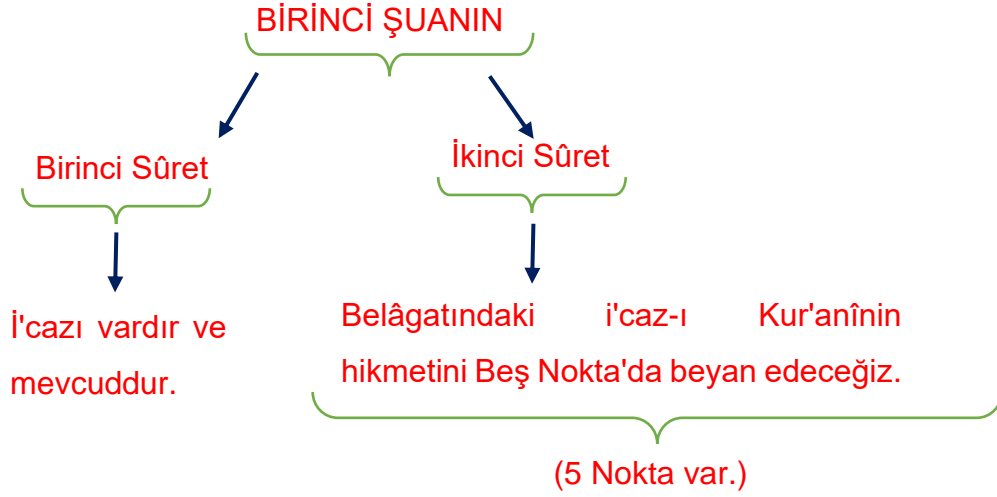 BİRİNCİ ŞUANIN
Birinci Sûret
İkinci Sûret
İ'cazı vardır ve
mevcuddur.
Belâgatındaki i'caz-ı Kur'anînin
hikmetini Beş Nokta'da beyan edeceğiz.
(5 Nokta var.)